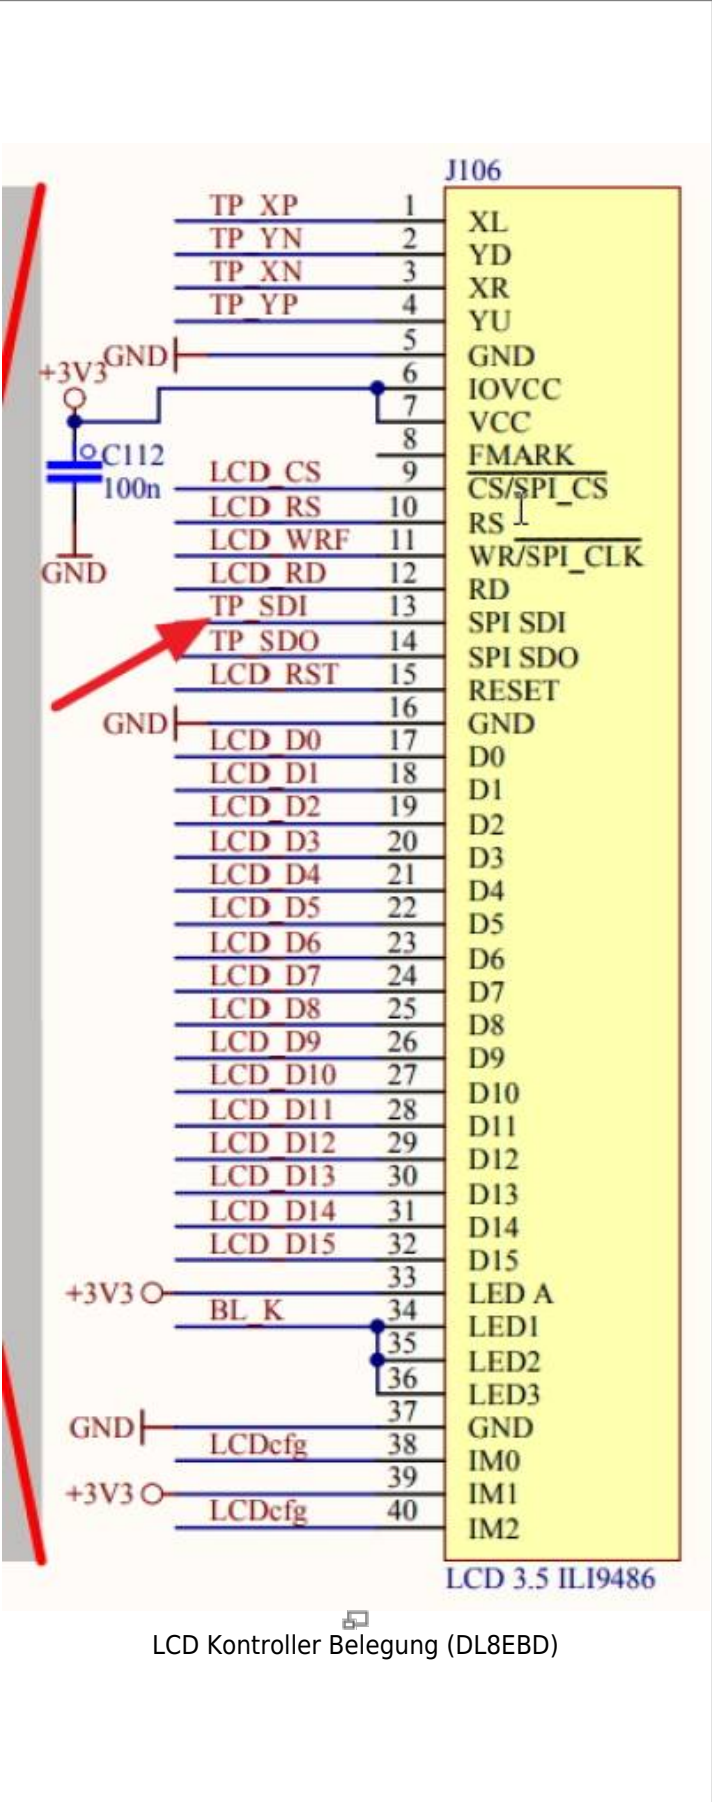 J106
TP_XP 1 XL
TP_YN 2 YD
TP_XN 3 XR
TP_YP 4 YU
GND 5 GND
+3V3 6 IOVCC
7 VCC
8 FMARK
C112
100n
GND
LCD_CS 9 CS/SPI_CS
LCD_RS 10 RS
LCD_WRF 11 WR/SPI_CLK
LCD_RD 12 RD
TP_SDI 13 SPI SDI
TP_SDO 14 SPI SDO
LCD_RST 15 RESET
GND 16 GND
LCD_D0 17 D0
LCD_D1 18 D1
LCD_D2 19 D2
LCD_D3 20 D3
LCD_D4 21 D4
LCD_D5 22 D5
LCD_D6 23 D6
LCD_D7 24 D7
LCD_D8 25 D8
LCD_D9 26 D9
LCD_D10 27 D10
LCD_D11 28 D11
LCD_D12 29 D12
LCD_D13 30 D13
LCD_D14 31 D14
LCD_D15 32 D15
+3V3 33 LED A
BL_K 34 LED1
35 LED2
36 LED3
GND 37 GND
LCDcfg 38 IM0
+3V3 39 IM1
LCDcfg 40 IM2
LCD 3.5 ILI9486
LCD Kontroller Belegung (DL8EBD)